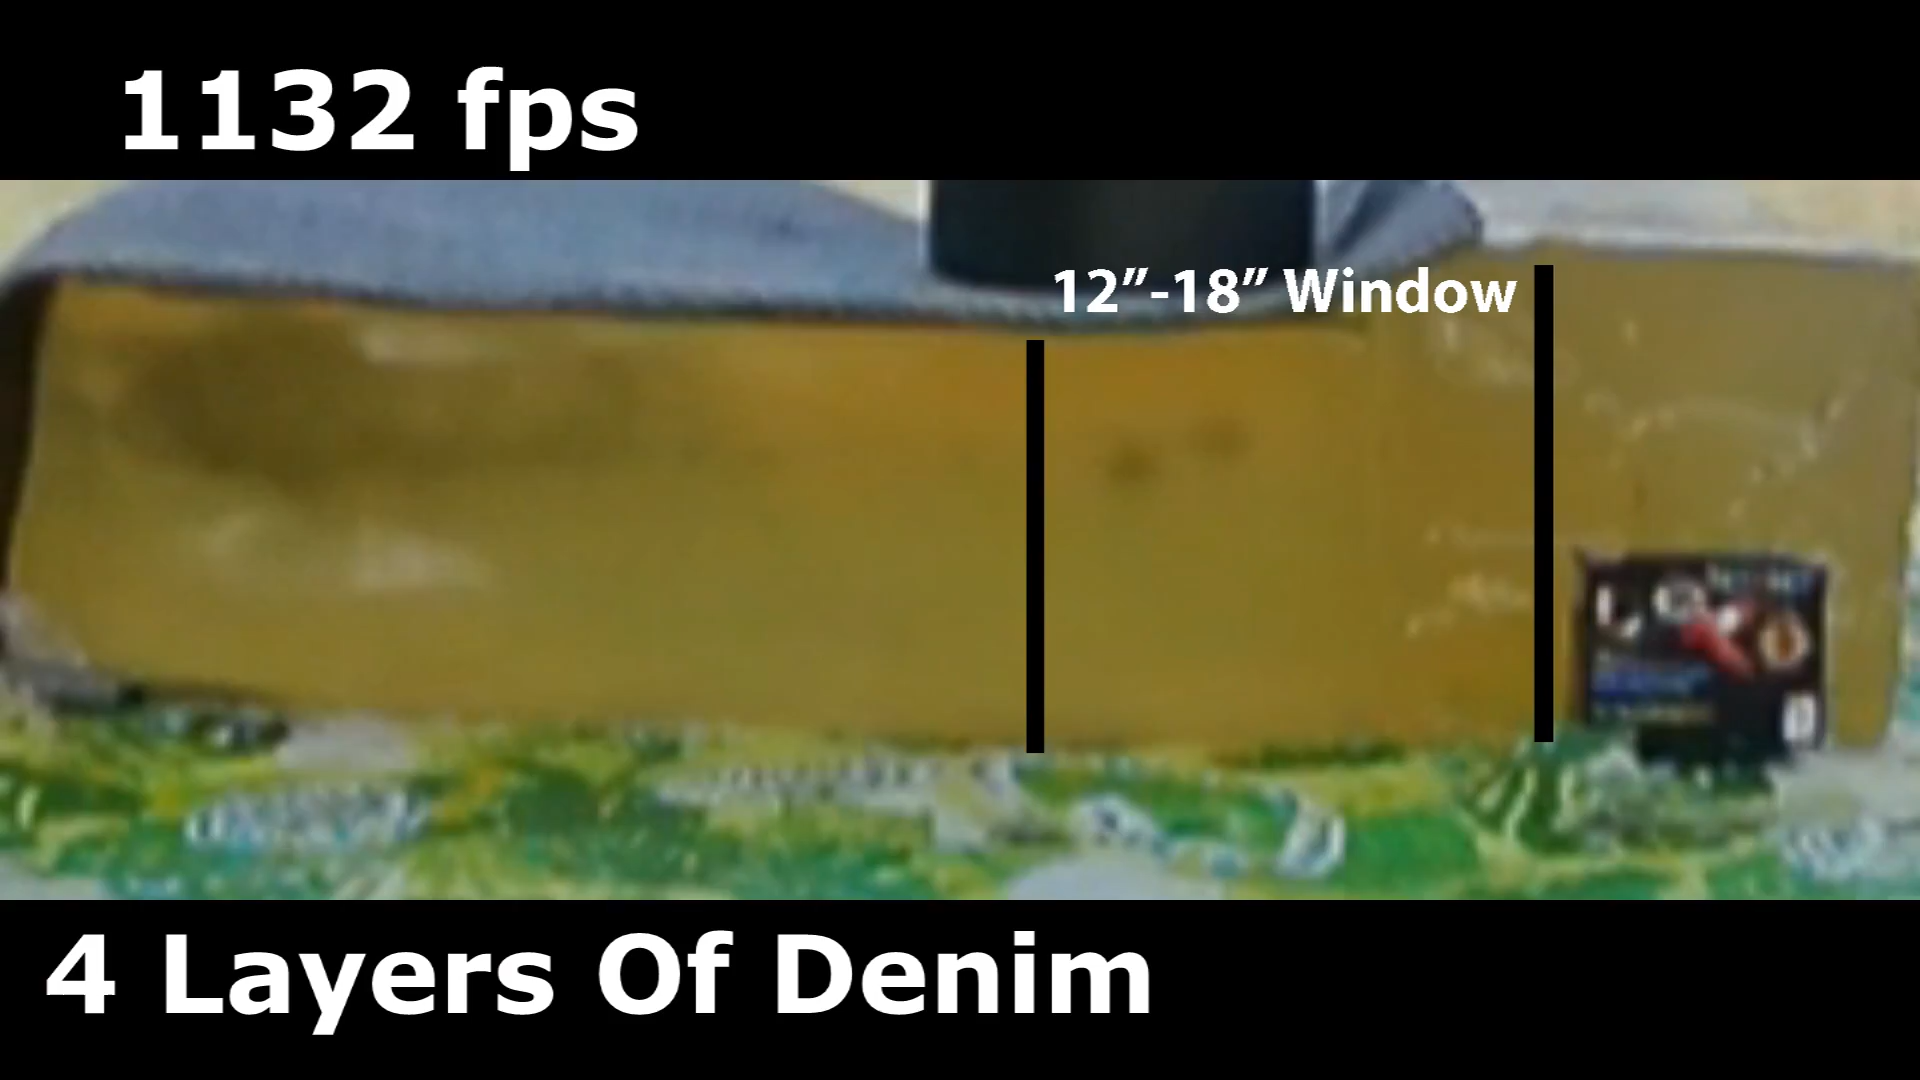 1132 fps
12”-18” Window
4 Layers Of Denim